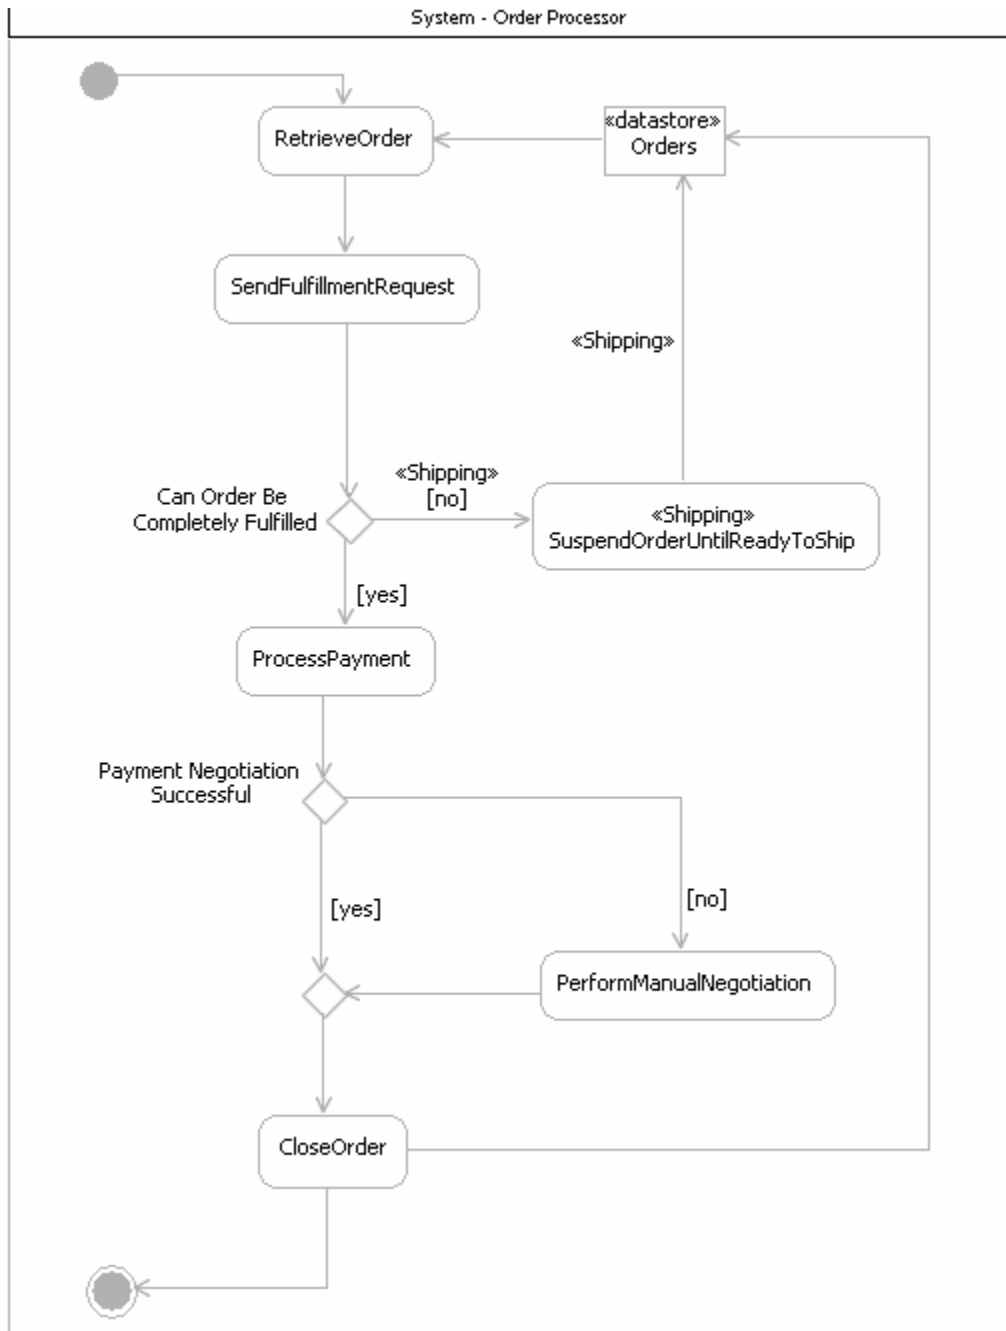 System - Order Processor
«datastore»
Orders
RetrieveOrder
SendFulfillmentRequest
«Shipping»
«Shipping»
[no]
Can Order Be
Completely Fulfilled
«Shipping»
SuspendOrderUntilReadyToShip
[yes]
ProcessPayment
Payment Negotiation
Successful
[no]
[yes]
PerformManualNegotiation
CloseOrder